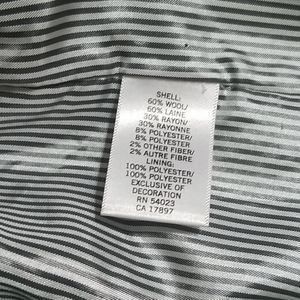 SHELL:
60% WOOL/
60% LAINE
30% RAYON/
30% RAYONNE
8% POLYESTER/
8% POLYESTER
2% OTHER FIBER/
2% AUTRE FIBRE
LINING:
100% POLYESTER/
100% POLYESTER
EXCLUSIVE OF
DECORATION
RN 54023
CA 17897